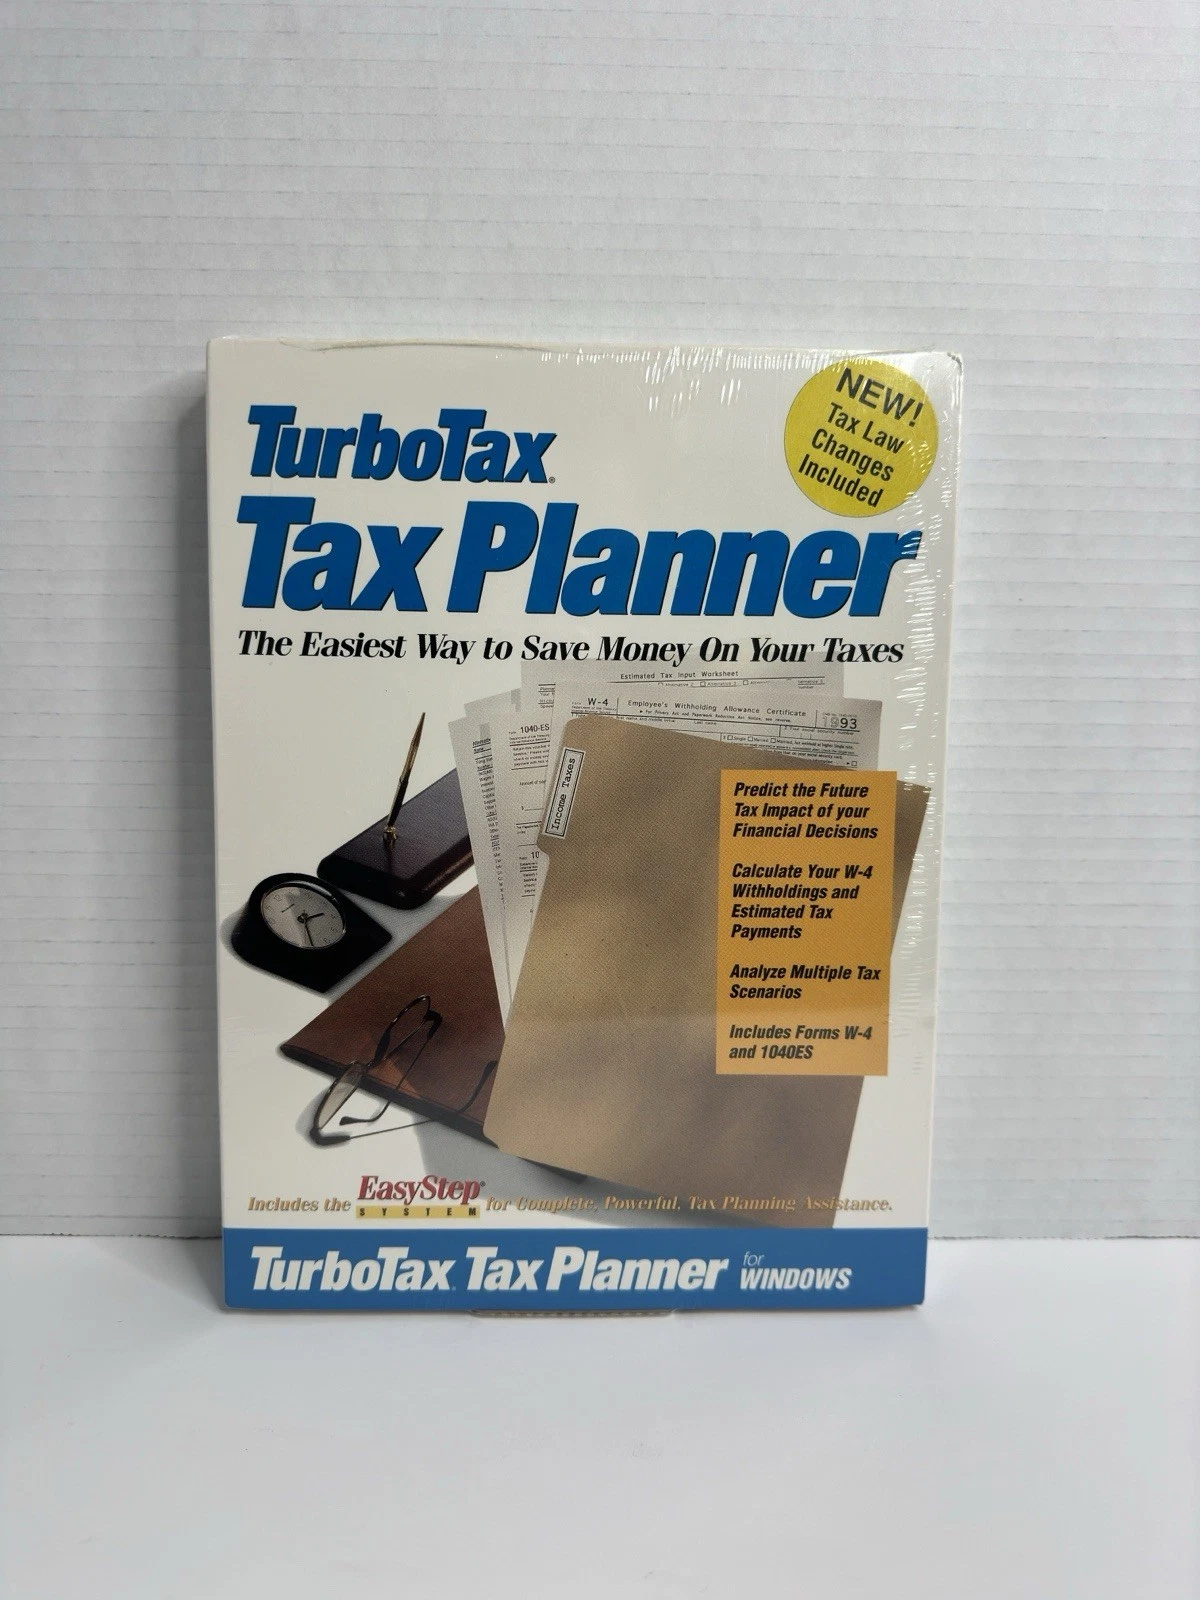 NEW!
Tax Law
Changes
Included
TurboTax®
Tax Planner
The Easiest Way to Save Money On Your Taxes
Estimated Tax Input Worksheet
W-4
Employee's Withholding Allowance Certificate
1993
1040-ES
Income Taxes
Predict the Future
Tax Impact of your
Financial Decisions
Calculate Your W-4
Withholdings and
Estimated Tax
Payments
Analyze Multiple Tax
Scenarios
Includes Forms W-4
and 1040ES
Includes the EasyStep® SYSTEM for Complete, Powerful, Tax Planning Assistance.
TurboTax® Tax Planner for WINDOWS